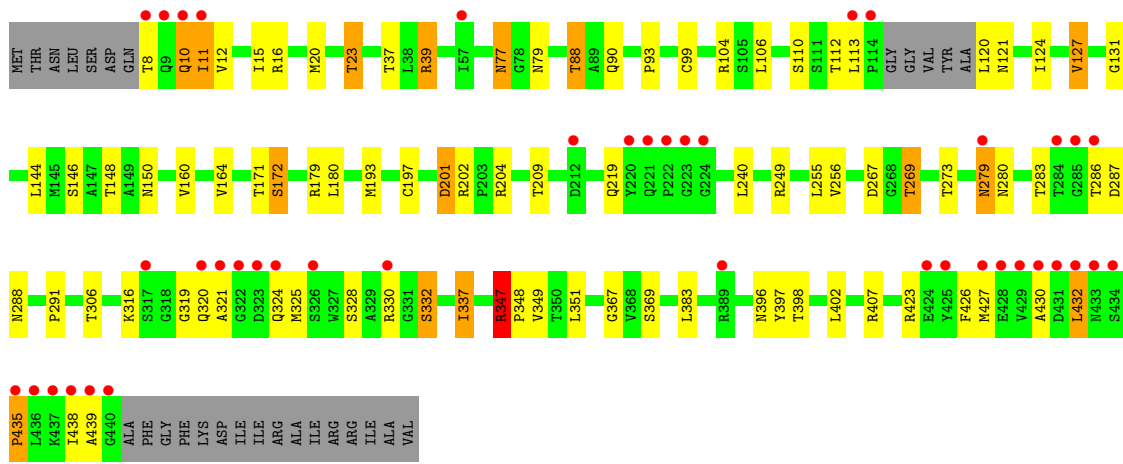 MET THR ASN LEU SER ASP GLN T8 Q9 Q10 I11 V12 I15 R16 M20 T23 T37 L38 R39 I57 N77 G78 N79 T88 A89 Q90 P93 C99 R104 S105 L106 S110 S111 T112 L113 P114 GLY GLY VAL TYR ALA L120 N121 I124 V127 G131
L144 M145 S146 A147 T148 A149 N150 V160 V164 T171 S172 R179 L180 M193 C197 D201 R202 P203 R204 T209 D212 Q219 Y220 Q221 P222 G223 G224 L240 R249 L255 V256 D267 G268 T269 T273 N279 N280 T283 T284 G285 T286 D287
N288 P291 T306 K316 S317 G318 G319 Q320 A321 G322 D323 Q324 M325 S326 W327 S328 A329 R330 G331 S332 I337 R347 P348 V349 T350 L351 G367 V368 S369 L383 R389 N396 Y397 T398 L402 R407 R423 E424 Y425 F426 M427 E428 V429 A430 D431 L432 N433 S434
P435 L436 K437 I438 A439 G440 ALA PHE GLY PHE LYS ASP ILE ILE ARG ALA ILE ARG ARG ILE ALA VAL